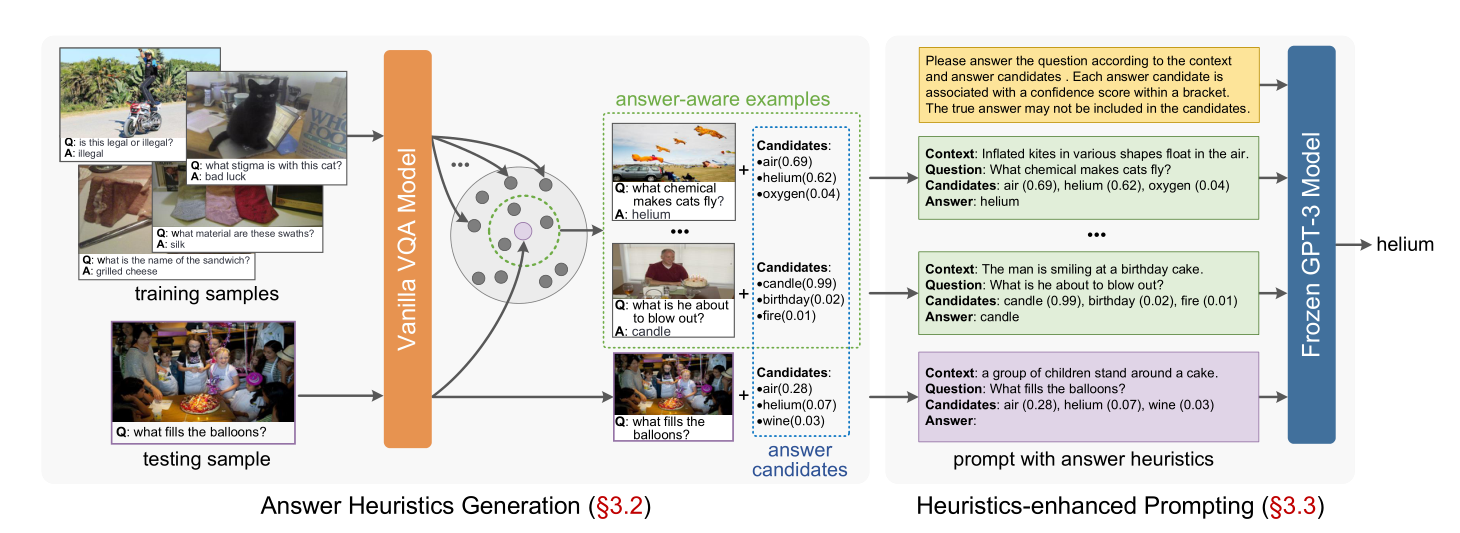 Q: is this legal or illegal?
A: illegal
Q: what stigma is with this cat?
A: bad luck
Q: what material are these swaths?
A: silk
Q: what is the name of the sandwich?
A: grilled cheese
training samples
Q: what fills the balloons?
testing sample
Vanilla VQA Model
•••
answer-aware examples
Q: what chemical
makes cats fly?
A: helium
+
Candidates:
•air(0.69)
•helium(0.62)
•oxygen(0.04)
•••
Q: what is he about
to blow out?
A: candle
+
Candidates:
•candle(0.99)
•birthday(0.02)
•fire(0.01)
Q: what fills the
balloons?
+
Candidates:
•air(0.28)
•helium(0.07)
•wine(0.03)
answer
candidates
Answer Heuristics Generation (§3.2)
Please answer the question according to the context
and answer candidates . Each answer candidate is
associated with a confidence score within a bracket.
The true answer may not be included in the candidates.
Context: Inflated kites in various shapes float in the air.
Question: What chemical makes cats fly?
Candidates: air (0.69), helium (0.62), oxygen (0.04)
Answer: helium
•••
Context: The man is smiling at a birthday cake.
Question: What is he about to blow out?
Candidates: candle (0.99), birthday (0.02), fire (0.01)
Answer: candle
Context: a group of children stand around a cake.
Question: What fills the balloons?
Candidates: air (0.28), helium (0.07), wine (0.03)
Answer:
prompt with answer heuristics
Frozen GPT-3 Model
helium
Heuristics-enhanced Prompting (§3.3)